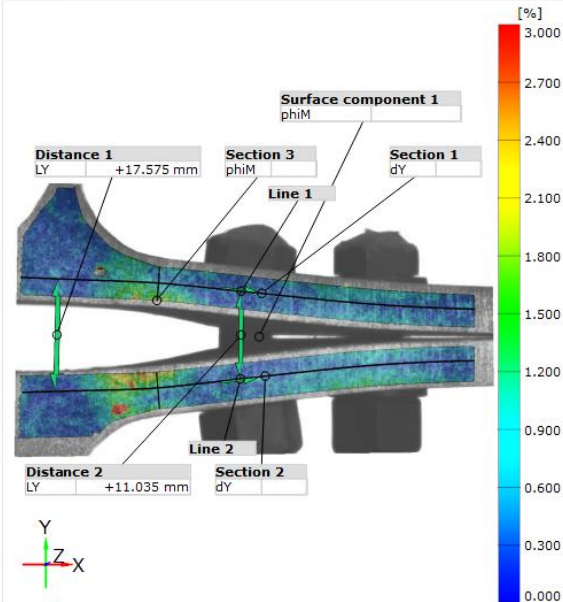 [%]
3.000
Surface component 1
phiM
2.700
2.400
Distance 1
LY +17.575 mm
Section 3
phiM
Section 1
dY
Line 1
2.100
1.800
1.500
1.200
0.900
Line 2
Distance 2
LY +11.035 mm
Section 2
dY
0.600
Y
Z
X
0.300
0.000